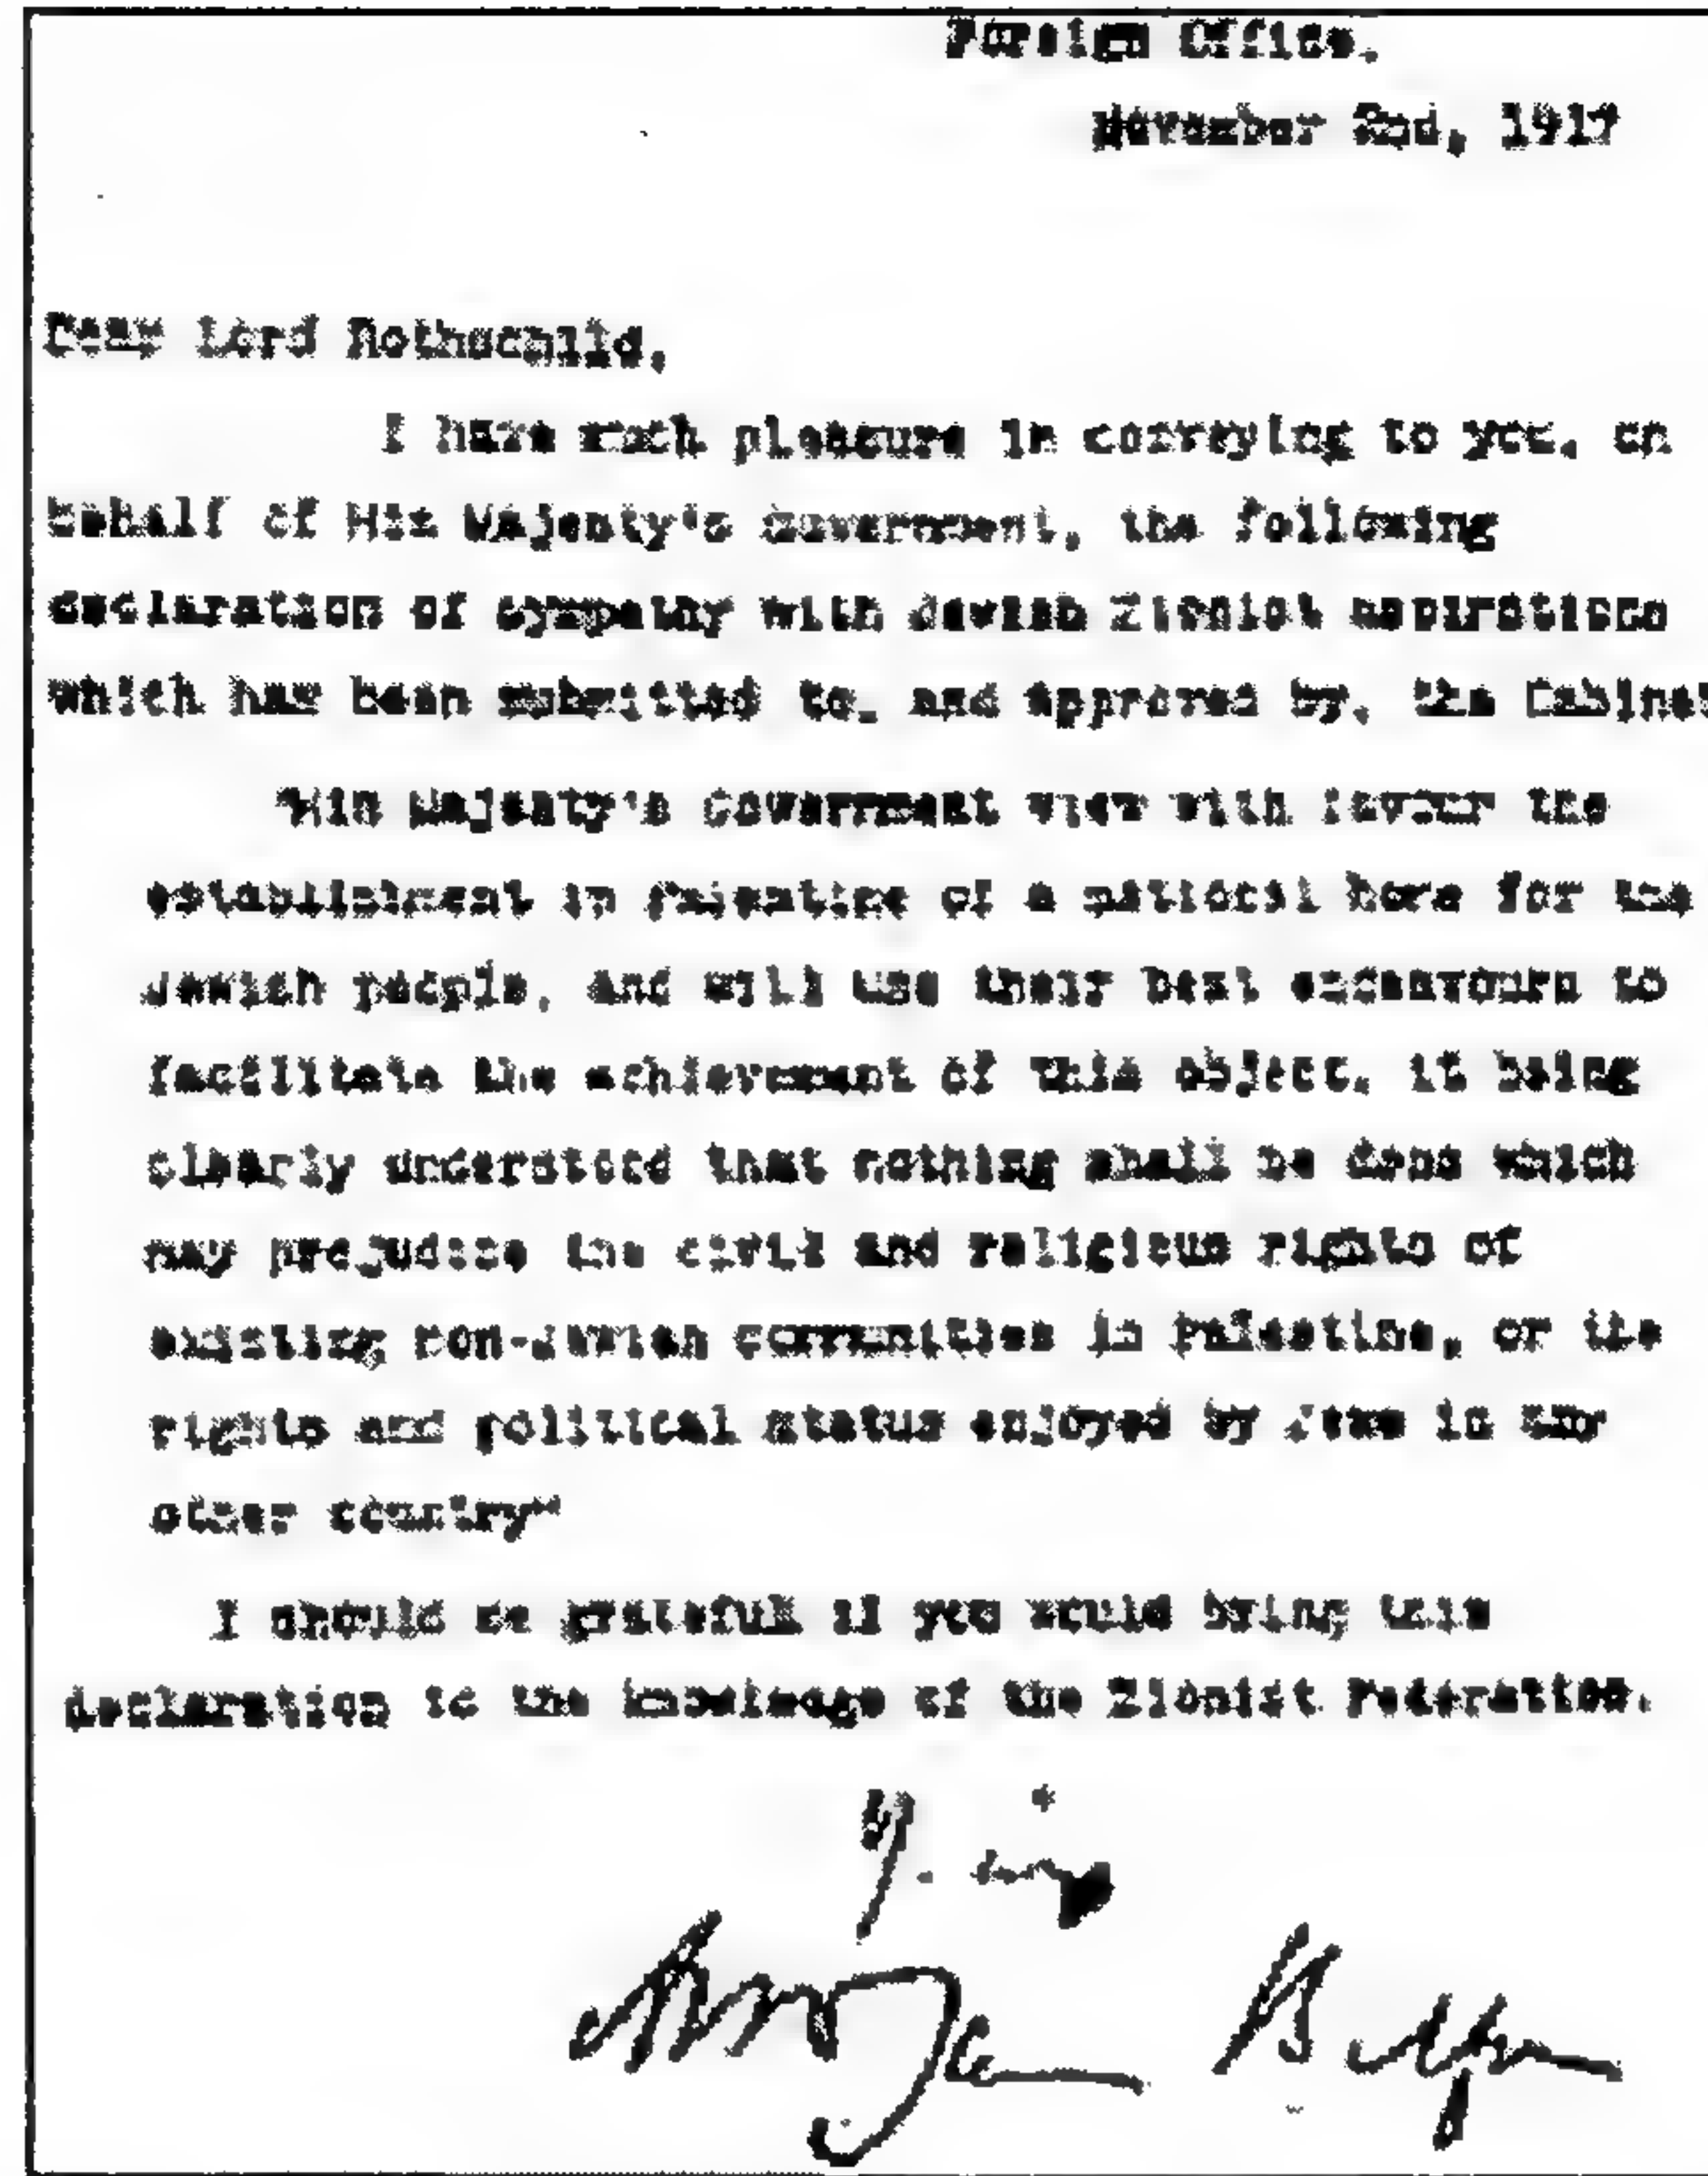 Foreign Office,
November 2nd, 1917
Dear Lord Rothschild,
I have much pleasure in conveying to you, on
behalf of His Majesty's Government, the following
declaration of sympathy with Jewish Zionist aspirations
which has been submitted to, and approved by, the Cabinet
"His Majesty's Government view with favour the
establishment in Palestine of a national home for the
Jewish people, and will use their best endeavours to
facilitate the achievement of this object, it being
clearly understood that nothing shall be done which
may prejudice the civil and religious rights of
existing non-Jewish communities in Palestine, or the
rights and political status enjoyed by Jews in any
other country"
I should be grateful if you would bring this
declaration to the knowledge of the Zionist Federation.